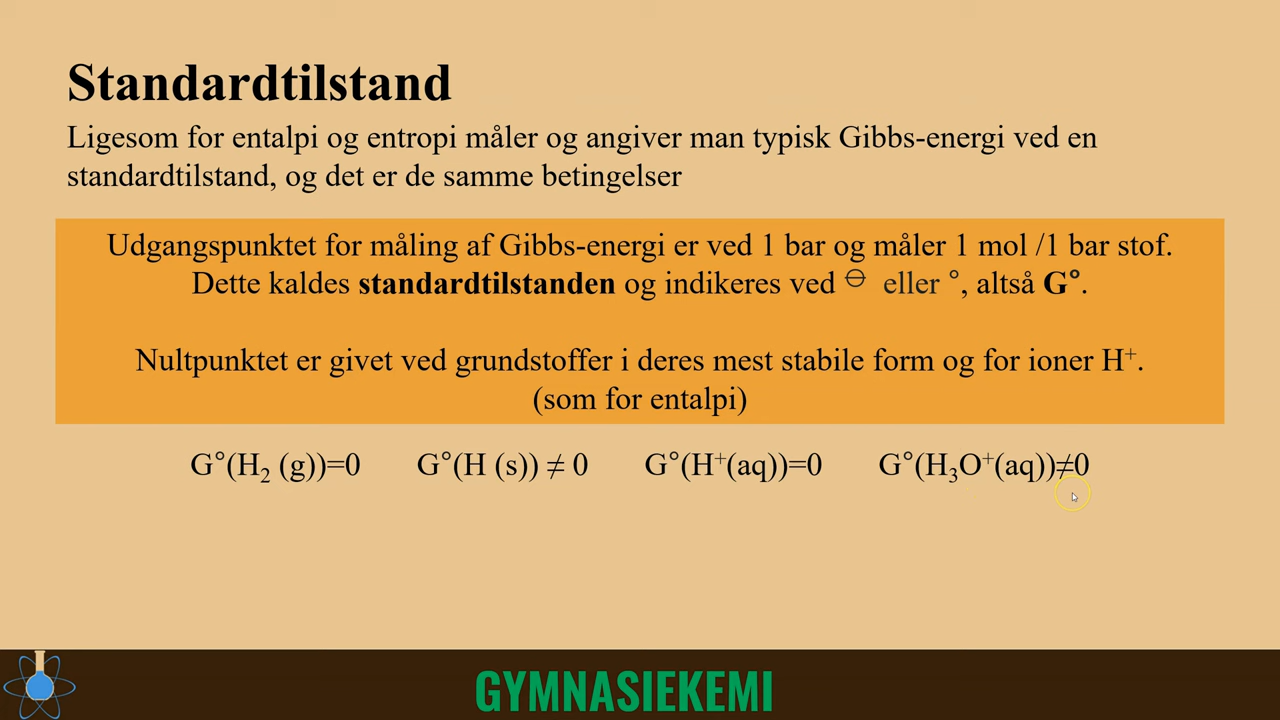 Standardtilstand
Ligesom for entalpi og entropi måler og angiver man typisk Gibbs-energi ved en
standardtilstand, og det er de samme betingelser
Udgangspunktet for måling af Gibbs-energi er ved 1 bar og måler 1 mol /1 bar stof.
Dette kaldes standardtilstanden og indikeres ved ⊖ eller °, altså G°.
Nultpunktet er givet ved grundstoffer i deres mest stabile form og for ioner H⁺.
(som for entalpi)
G°(H₂ (g))=0 G°(H (s)) ≠ 0 G°(H⁺(aq))=0 G°(H₃O⁺(aq))≠0
GYMNASIEKEMI